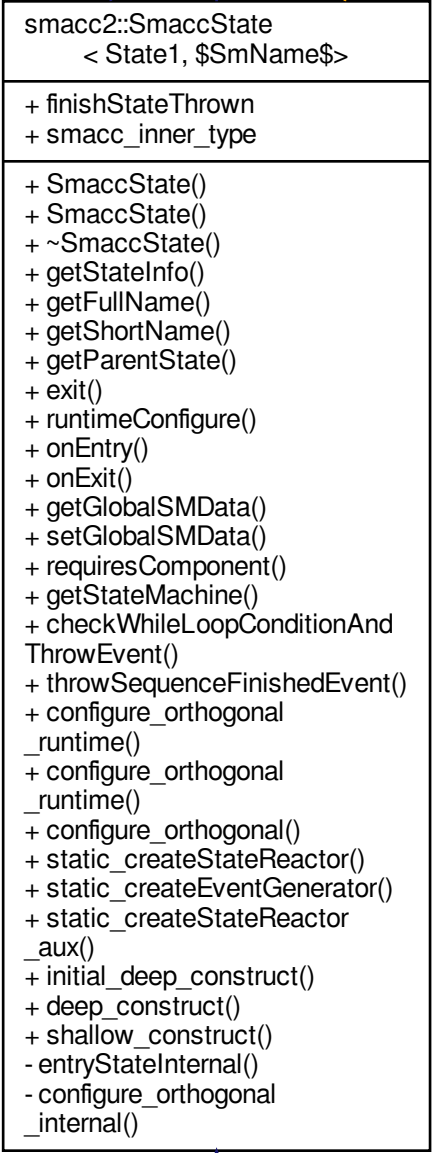 smacc2::SmaccState
< State1, $SmName$>
+ finishStateThrown
+ smacc_inner_type
+ SmaccState()
+ SmaccState()
+ ~SmaccState()
+ getStateInfo()
+ getFullName()
+ getShortName()
+ getParentState()
+ exit()
+ runtimeConfigure()
+ onEntry()
+ onExit()
+ getGlobalSMData()
+ setGlobalSMData()
+ requiresComponent()
+ getStateMachine()
+ checkWhileLoopConditionAnd
ThrowEvent()
+ throwSequenceFinishedEvent()
+ configure_orthogonal
_runtime()
+ configure_orthogonal
_runtime()
+ configure_orthogonal()
+ static_createStateReactor()
+ static_createEventGenerator()
+ static_createStateReactor
_aux()
+ initial_deep_construct()
+ deep_construct()
+ shallow_construct()
- entryStateInternal()
- configure_orthogonal
_internal()